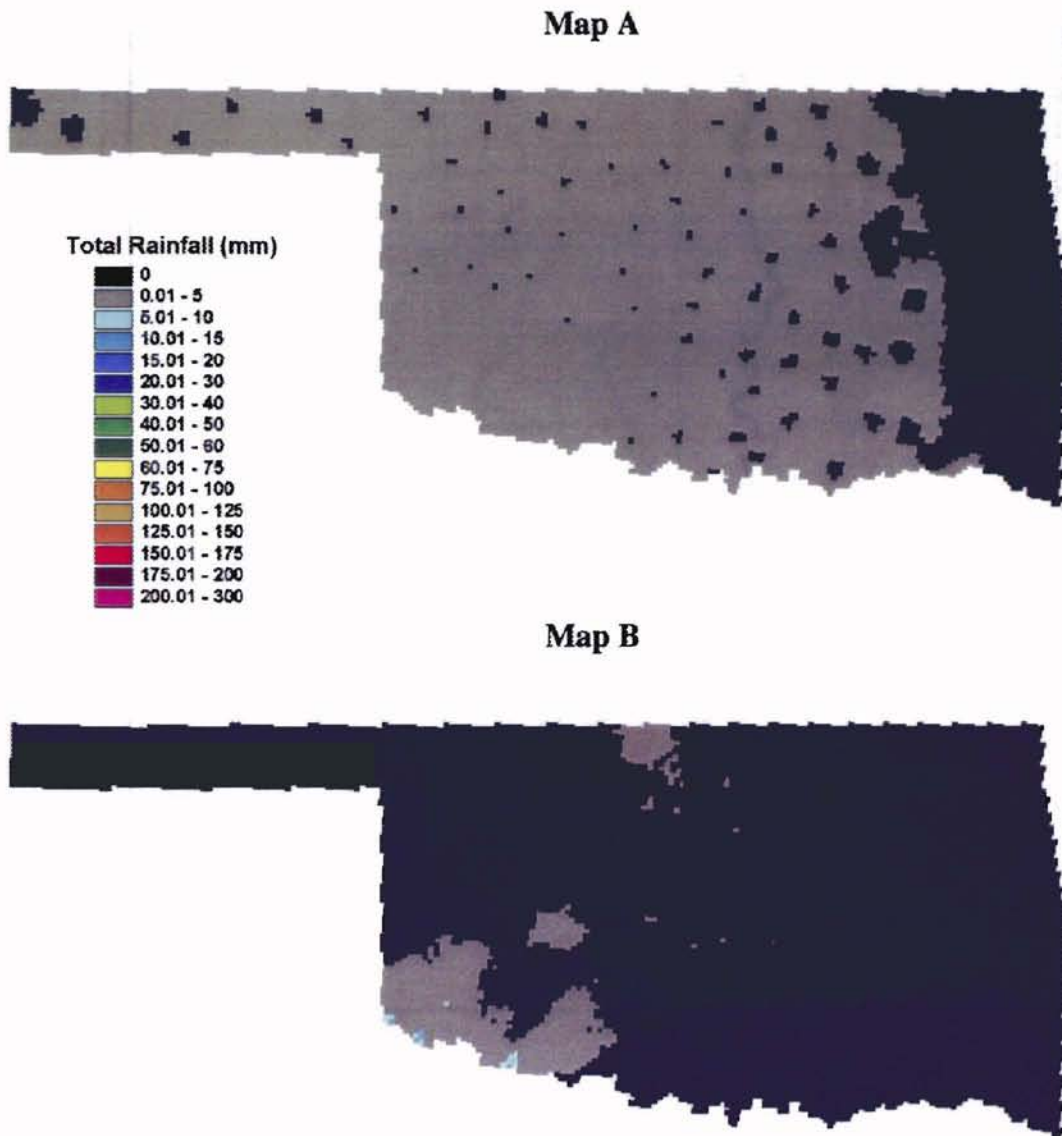 Map A
Total Rainfall (mm)
0
0.01 - 5
5.01 - 10
10.01 - 15
15.01 - 20
20.01 - 30
30.01 - 40
40.01 - 50
50.01 - 60
60.01 - 75
75.01 - 100
100.01 - 125
125.01 - 150
150.01 - 175
175.01 - 200
200.01 - 300
Map B